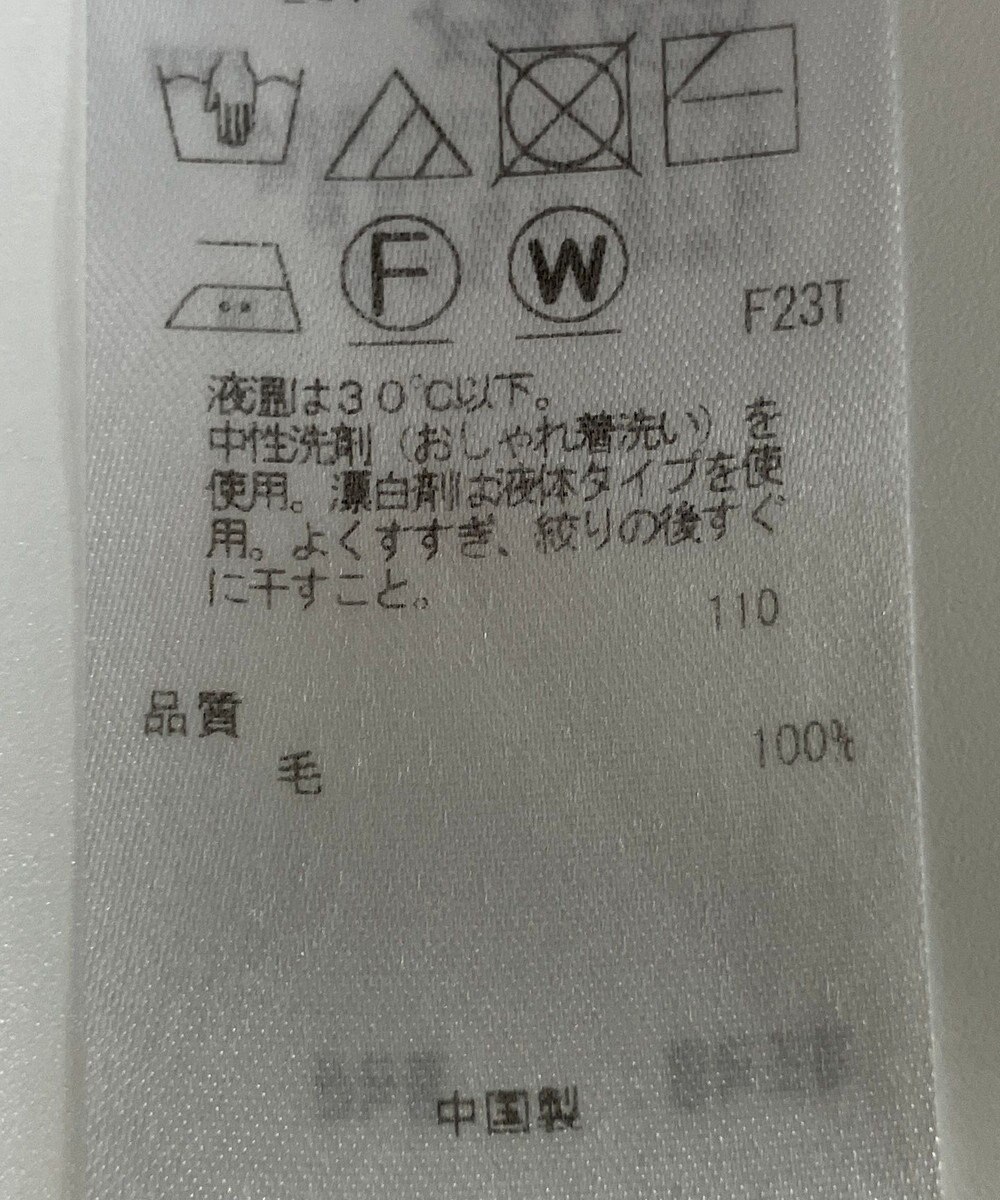 F
W
F23T
液温は30℃以下。
中性洗剤（おしゃれ着洗い）を
使用。漂白剤は液体タイプを使
用。よくすすぎ、絞りの後すぐ
に干すこと。
110
品質
毛 100%
中国製